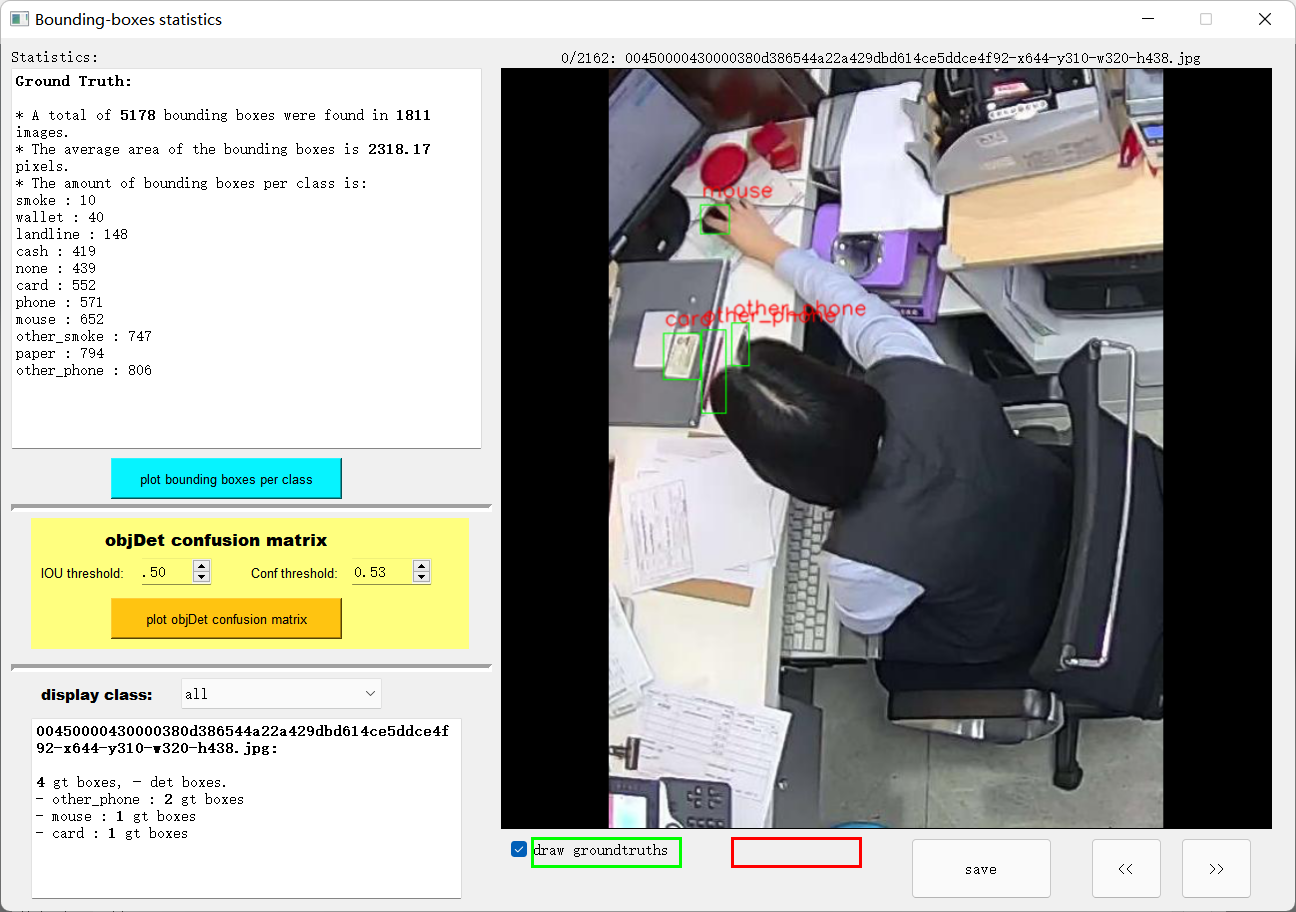 Bounding-boxes statistics
Statistics:
Ground Truth:
* A total of 5178 bounding boxes were found in 1811
images.
* The average area of the bounding boxes is 2318.17
pixels.
* The amount of bounding boxes per class is:
smoke : 10
wallet : 40
landline : 148
cash : 419
none : 439
card : 552
phone : 571
mouse : 652
other_smoke : 747
paper : 794
other_phone : 806
plot bounding boxes per class
objDet confusion matrix
IOU threshold: .50 Conf threshold: 0.53
plot objDet confusion matrix
display class: all
00450000430000380d386544a22a429dbd614ce5ddce4f
92-x644-y310-w320-h438.jpg:
4 gt boxes, - det boxes.
- other_phone : 2 gt boxes
- mouse : 1 gt boxes
- card : 1 gt boxes
0/2162: 00450000430000380d386544a22a429dbd614ce5ddce4f92-x644-y310-w320-h438.jpg
mouse
other_phone
card
other_phone
draw groundtruths
save
<<
>>